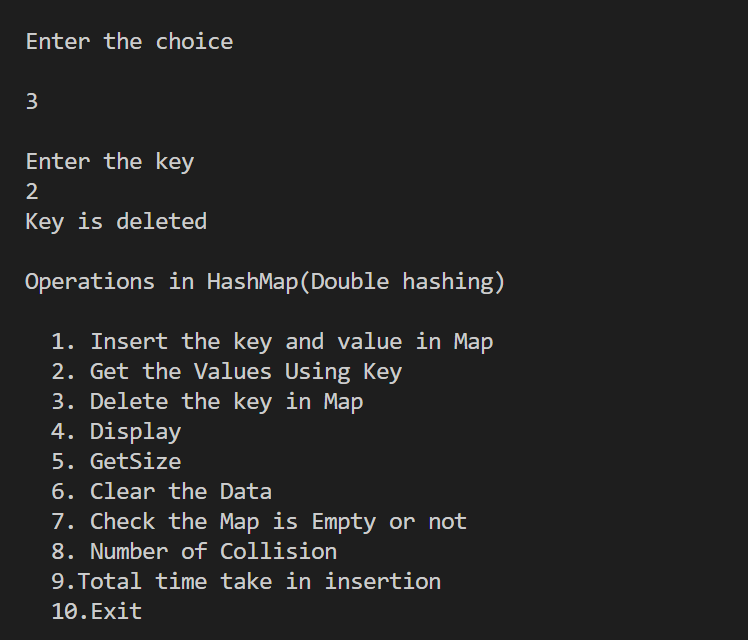 Enter the choice
3
Enter the key
2
Key is deleted
Operations in HashMap(Double hashing)
1. Insert the key and value in Map
2. Get the Values Using Key
3. Delete the key in Map
4. Display
5. GetSize
6. Clear the Data
7. Check the Map is Empty or not
8. Number of Collision
9.Total time take in insertion
10.Exit